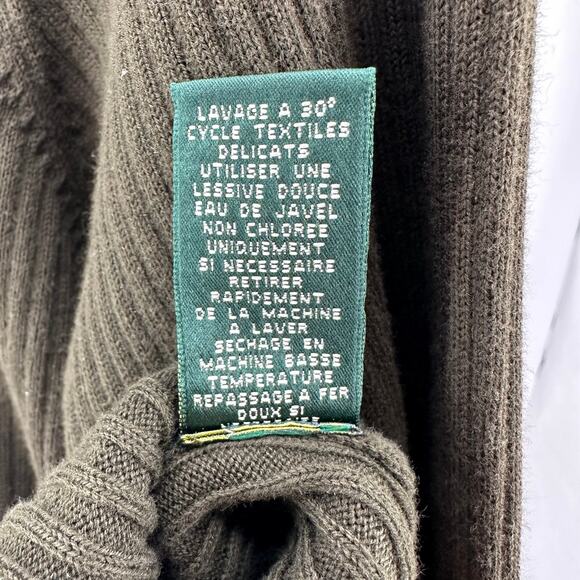 LAVAGE A 30°
CYCLE TEXTILES
DELICATS
UTILISER UNE
LESSIVE DOUCE
EAU DE JAVEL
NON CHLOREE
UNIQUEMENT
SI NECESSAIRE
RETIRER
RAPIDEMENT
DE LA MACHINE
A LAVER
SECHAGE EN
MACHINE BASSE
TEMPERATURE
REPASSAGE A FER
DOUX SI